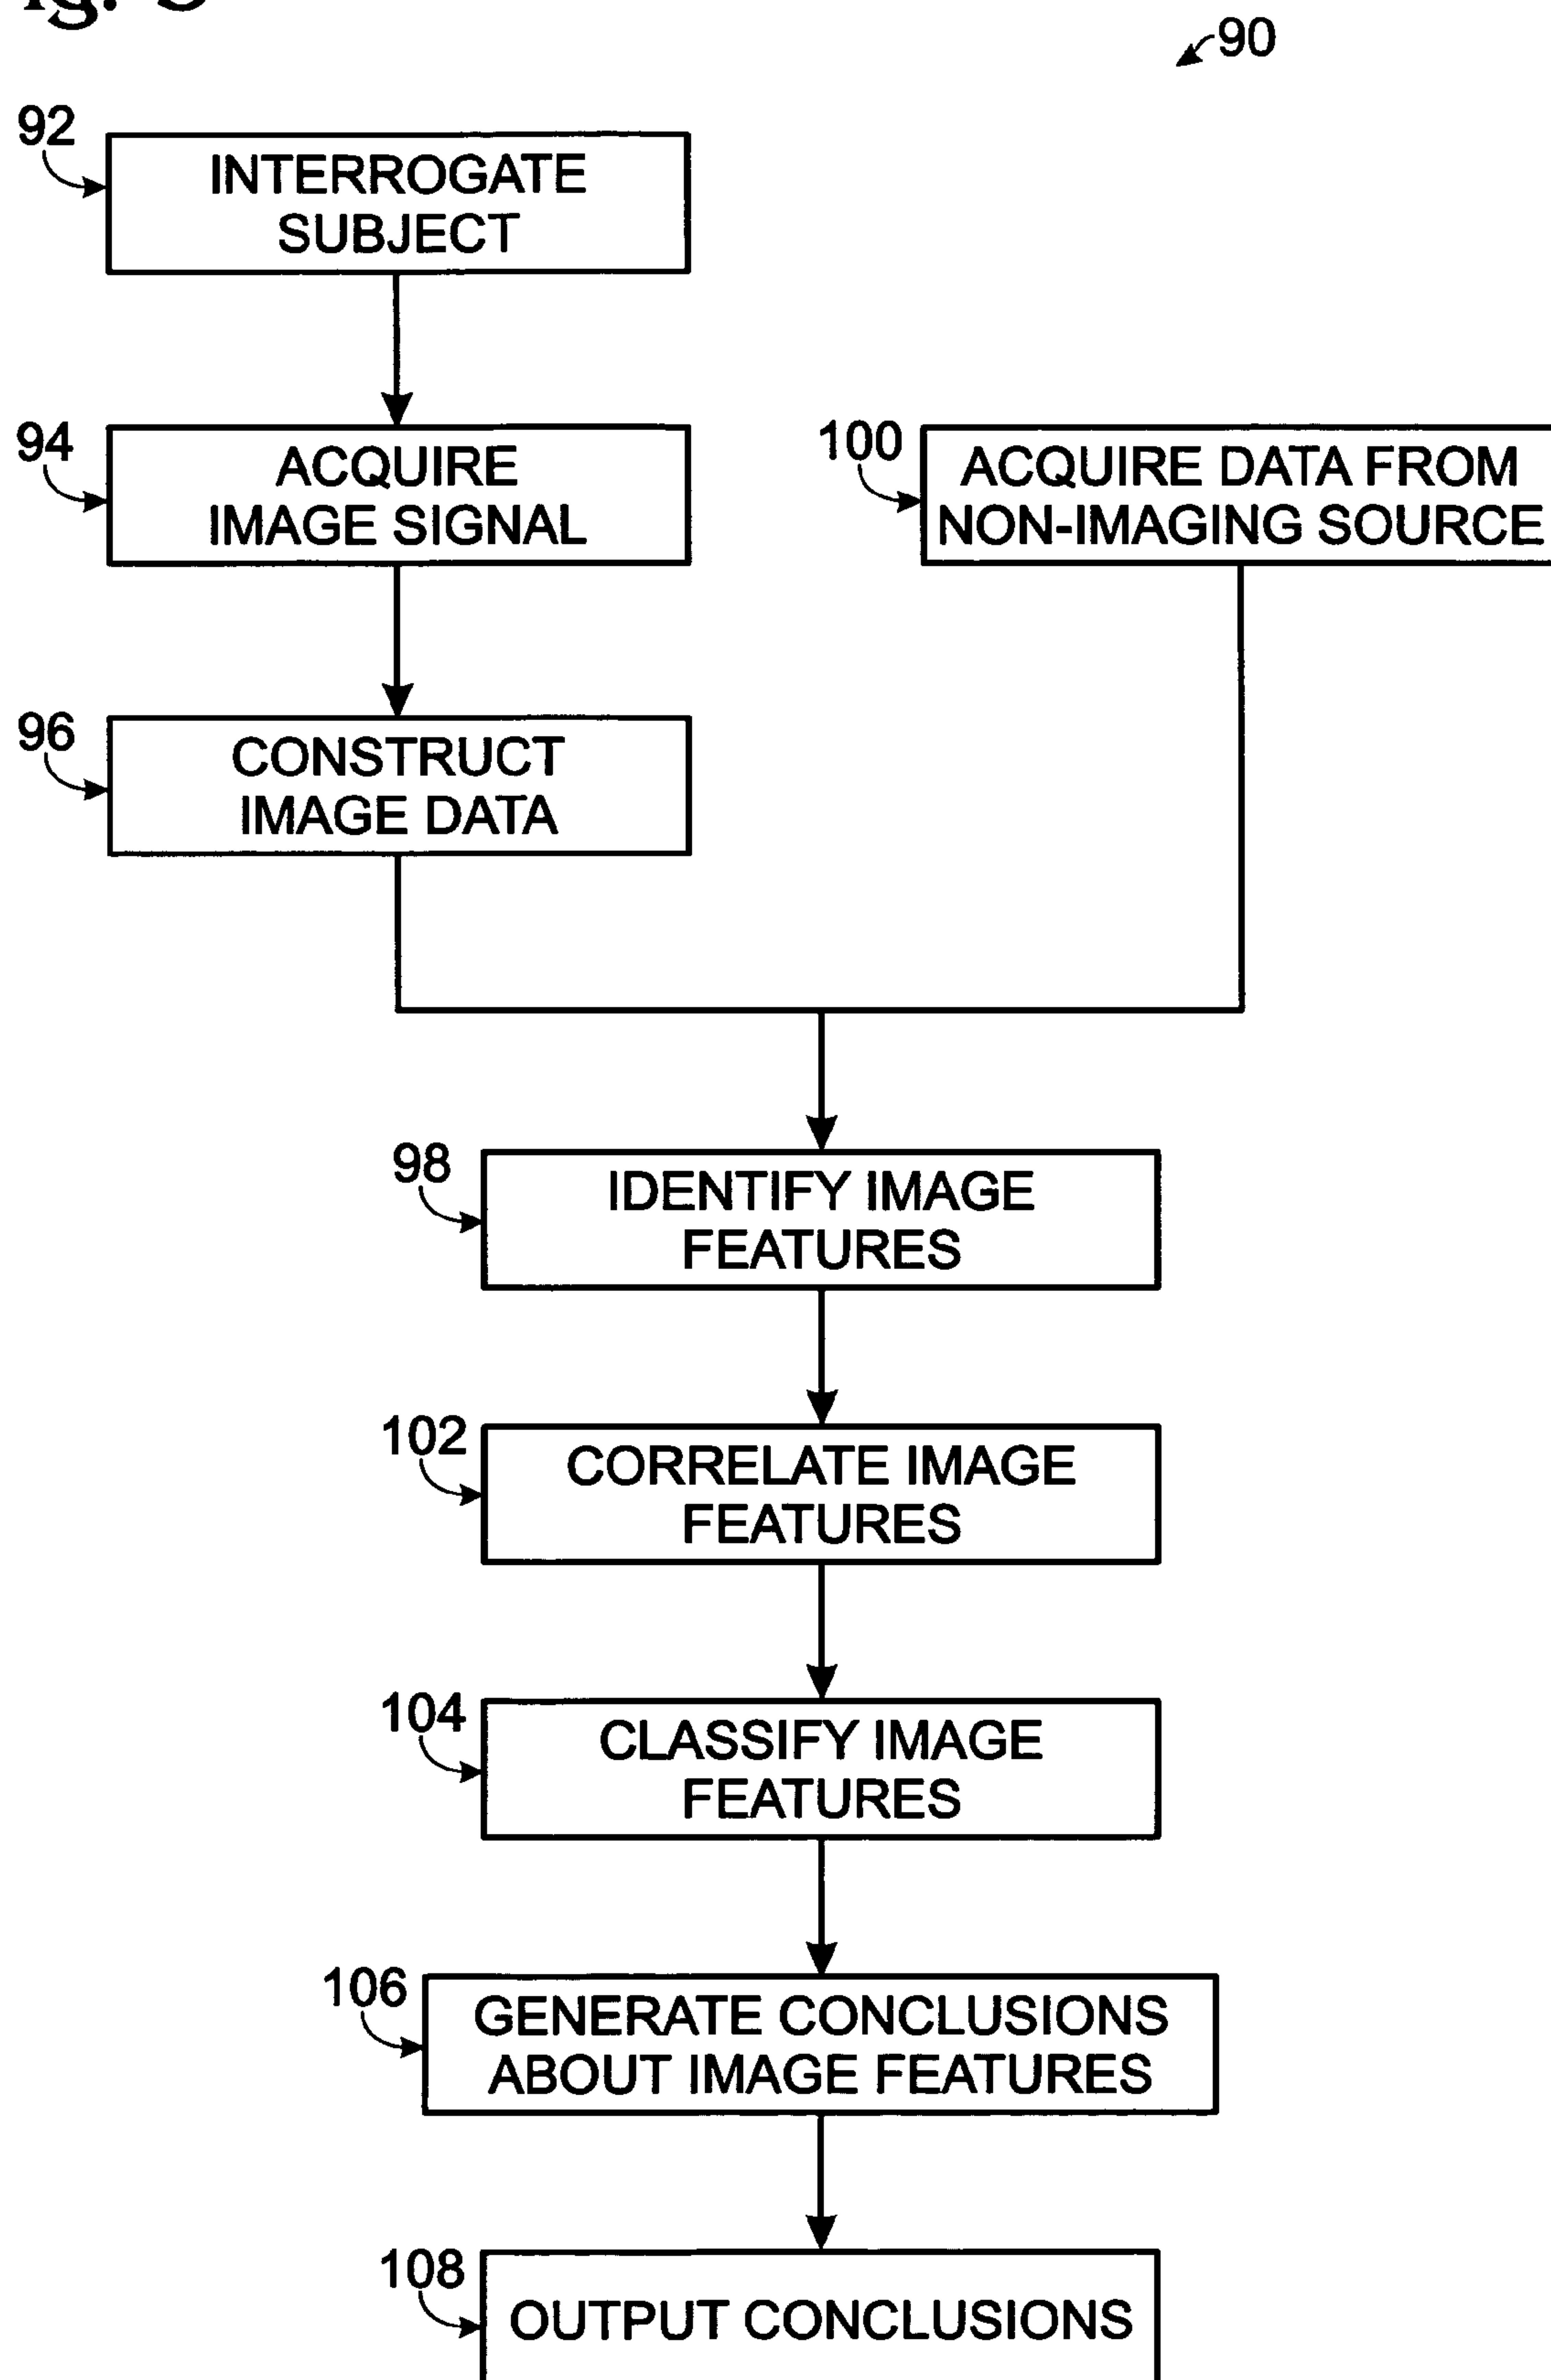 90
92
INTERROGATE
SUBJECT
94
ACQUIRE
IMAGE SIGNAL
100
ACQUIRE DATA FROM
NON-IMAGING SOURCE
96
CONSTRUCT
IMAGE DATA
98
IDENTIFY IMAGE
FEATURES
102
CORRELATE IMAGE
FEATURES
104
CLASSIFY IMAGE
FEATURES
106
GENERATE CONCLUSIONS
ABOUT IMAGE FEATURES
108
OUTPUT CONCLUSIONS